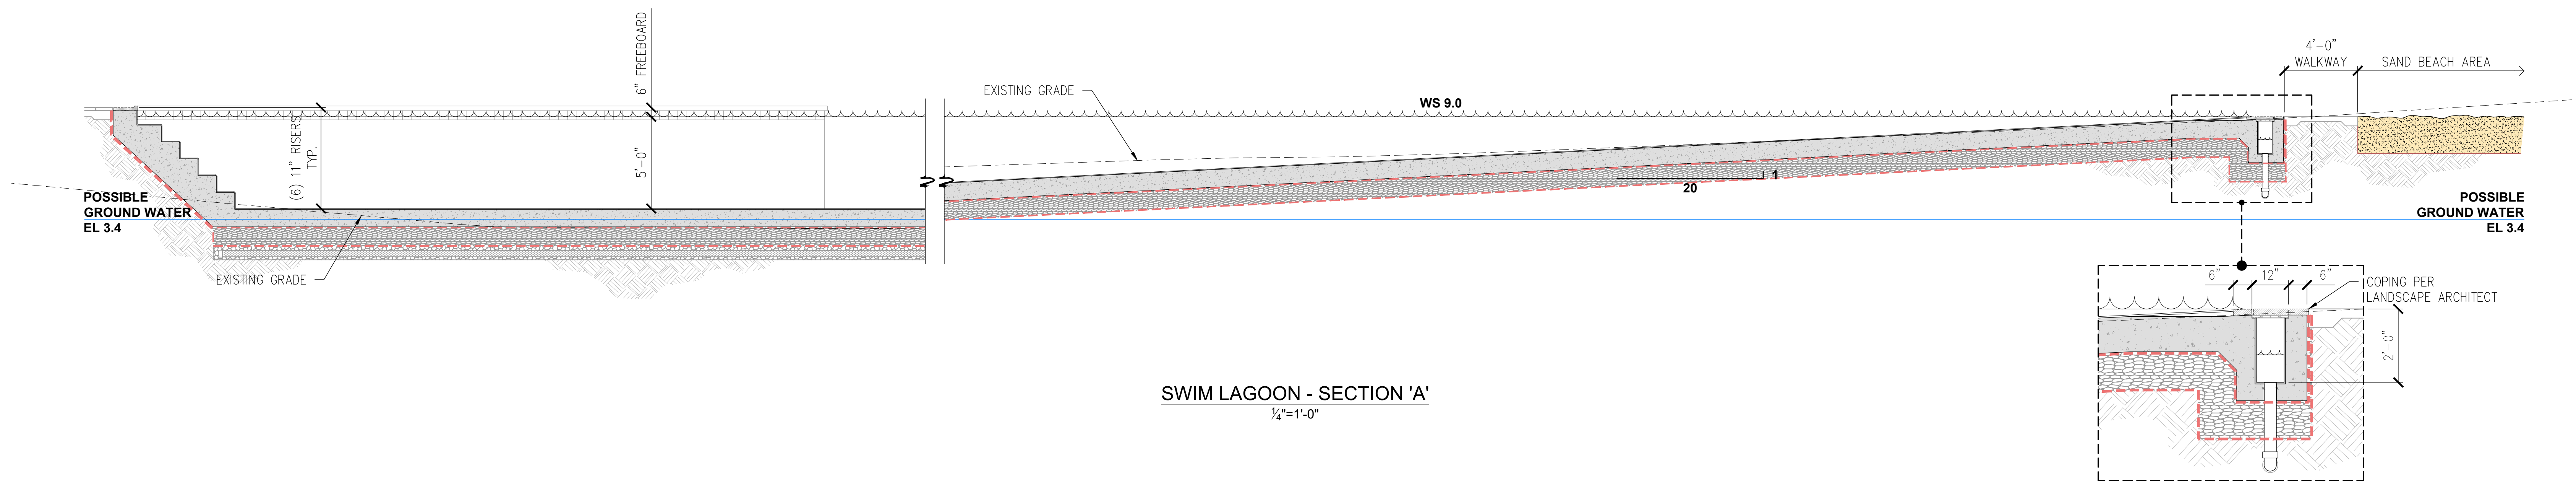 6" FREEBOARD
4'-0"
WALKWAY
SAND BEACH AREA
EXISTING GRADE
WS 9.0
(6) 11" RISERS
TYP.
5'-0"
20
1
POSSIBLE
GROUND WATER
EL 3.4
POSSIBLE
GROUND WATER
EL 3.4
EXISTING GRADE
6"
12"
6"
COPING PER
LANDSCAPE ARCHITECT
2'-0"
SWIM LAGOON - SECTION 'A'
¼"=1'-0"